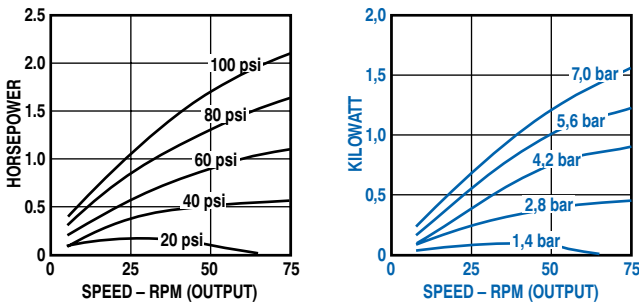 HORSEPOWER
2.5
2.0
1.5
1.0
0.5
0
100 psi
80 psi
60 psi
40 psi
20 psi
0 25 50 75
SPEED – RPM (OUTPUT)
KILOWATT
2,0
1,5
1,0
0,5
0
7,0 bar
5,6 bar
4,2 bar
2,8 bar
1,4 bar
0 25 50 75
SPEED – RPM (OUTPUT)